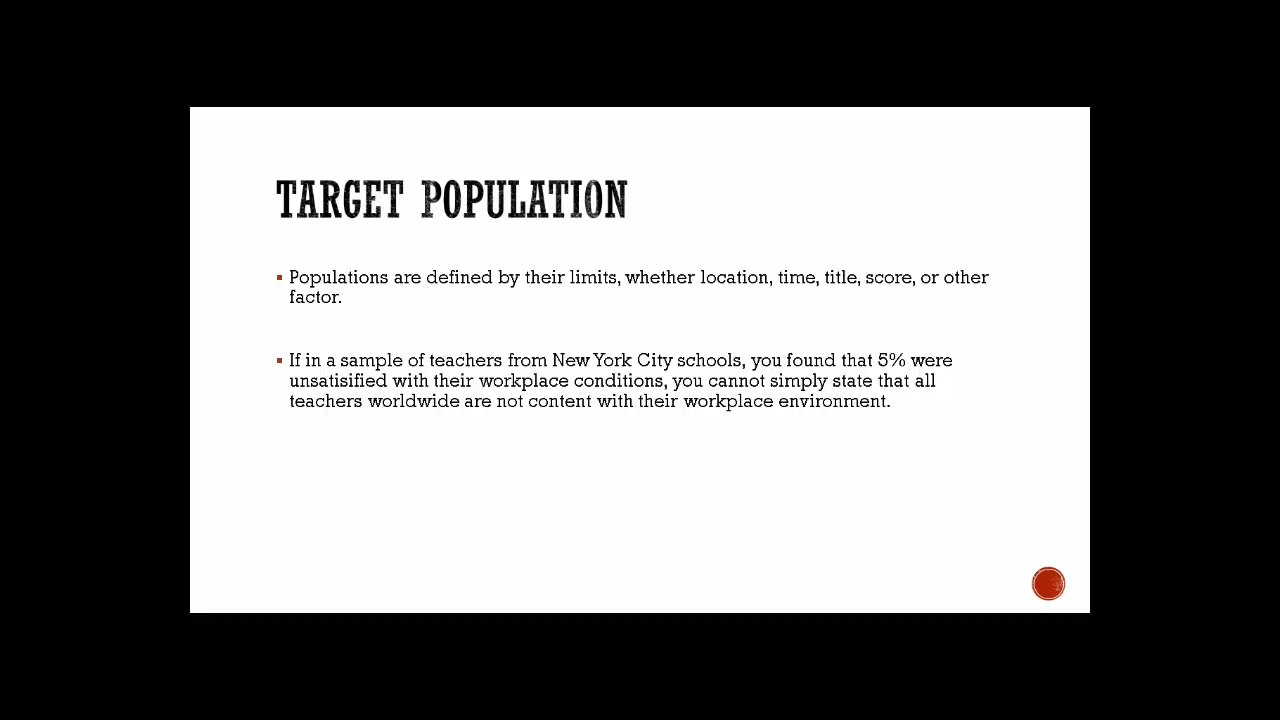 TARGET POPULATION
Populations are defined by their limits, whether location, time, title, score, or other
factor.
If in a sample of teachers from New York City schools, you found that 5% were
unsatisified with their workplace conditions, you cannot simply state that all
teachers worldwide are not content with their workplace environment.